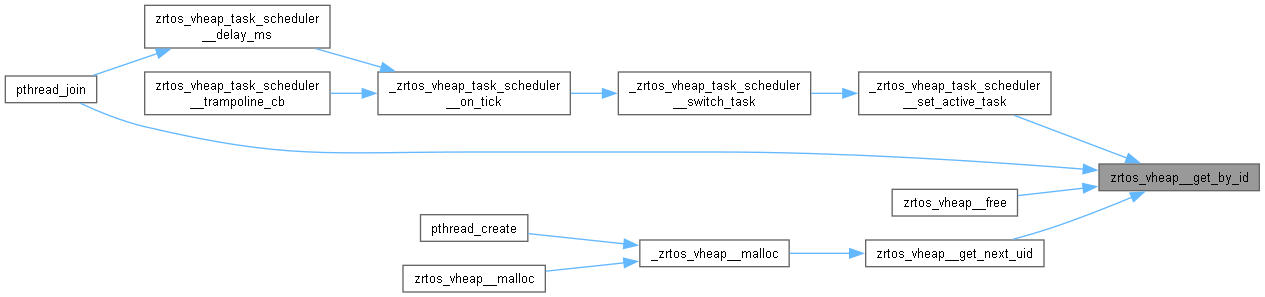 zrtos_vheap_task_scheduler
__delay_ms
pthread_join
zrtos_vheap_task_scheduler
__trampoline_cb
_zrtos_vheap_task_scheduler
__on_tick
_zrtos_vheap_task_scheduler
__switch_task
_zrtos_vheap_task_scheduler
__set_active_task
zrtos_vheap__get_by_id
zrtos_vheap__free
pthread_create
_zrtos_vheap__malloc
zrtos_vheap__get_next_uid
zrtos_vheap__malloc